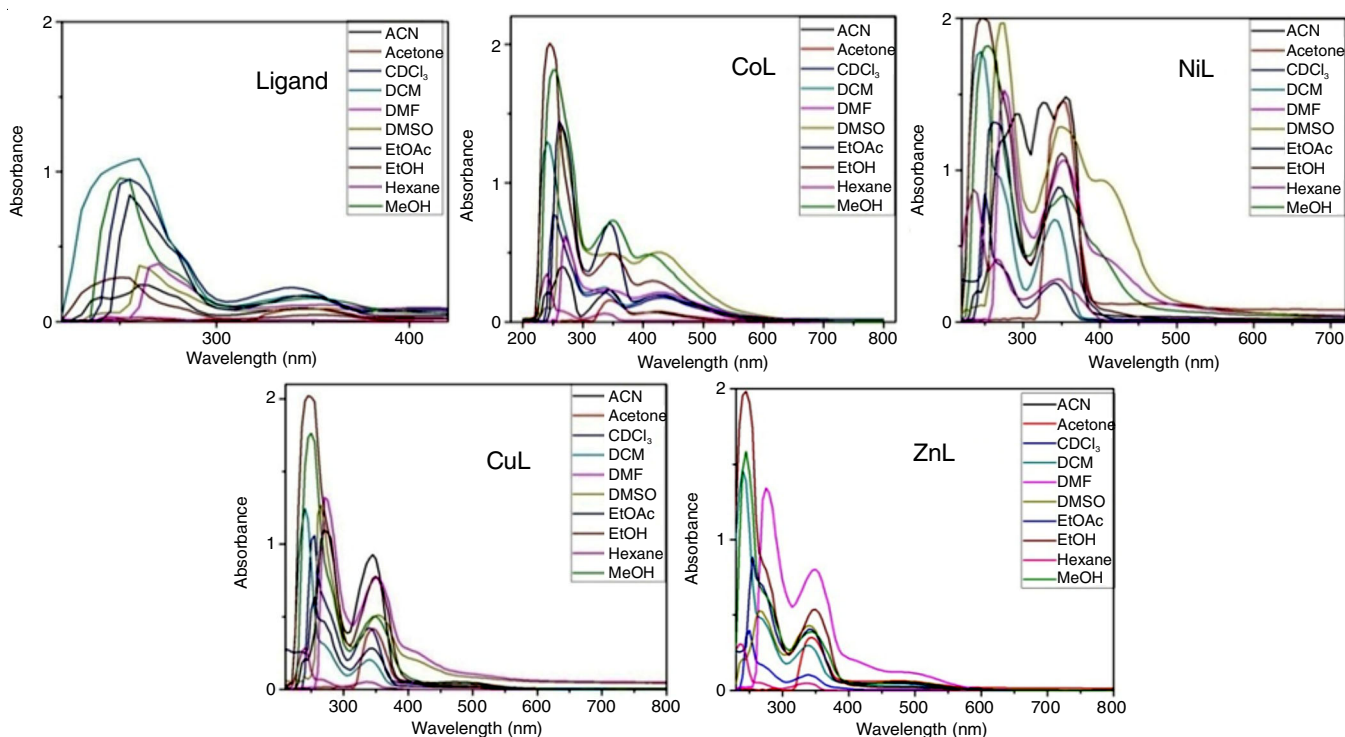 2
1
0
Absorbance
Ligand
ACN
Acetone
CDCl₃
DCM
DMF
DMSO
EtOAc
EtOH
Hexane
MeOH
300 400
Wavelength (nm)
2
1
0
Absorbance
CoL
ACN
Acetone
CDCl₃
DCM
DMF
DMSO
EtOAc
EtOH
Hexane
MeOH
200 300 400 500 600 700 800
Wavelength (nm)
2
1
0
Absorbance
NiL
ACN
Acetone
CDCl₃
DCM
DMF
DMSO
EtOAc
EtOH
Hexane
MeOH
300 400 500 600 700
Wavelength (nm)
2
1
0
Absorbance
CuL
ACN
Acetone
CDCl₃
DCM
DMF
DMSO
EtOAc
EtOH
Hexane
MeOH
300 400 500 600 700 800
Wavelength (nm)
2
1
0
Absorbance
ZnL
ACN
Acetone
CDCl₃
DCM
DMF
DMSO
EtOAc
EtOH
Hexane
MeOH
300 400 500 600 700 800
Wavelength (nm)